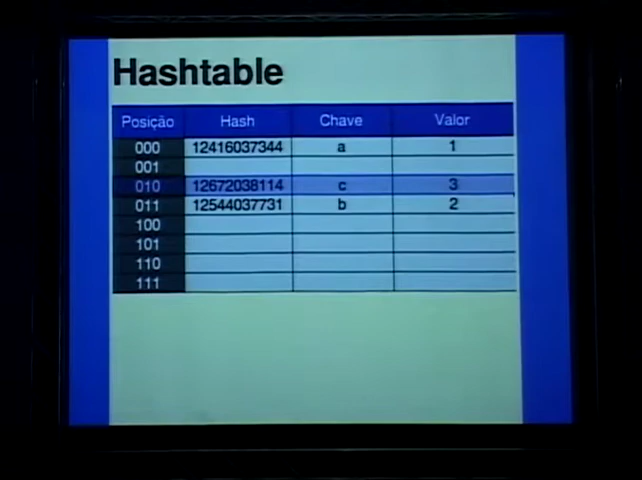 Hashtable
Posição Hash Chave Valor
000 12416037344 a 1
001
010 12672038114 c 3
011 12544037731 b 2
100
101
110
111